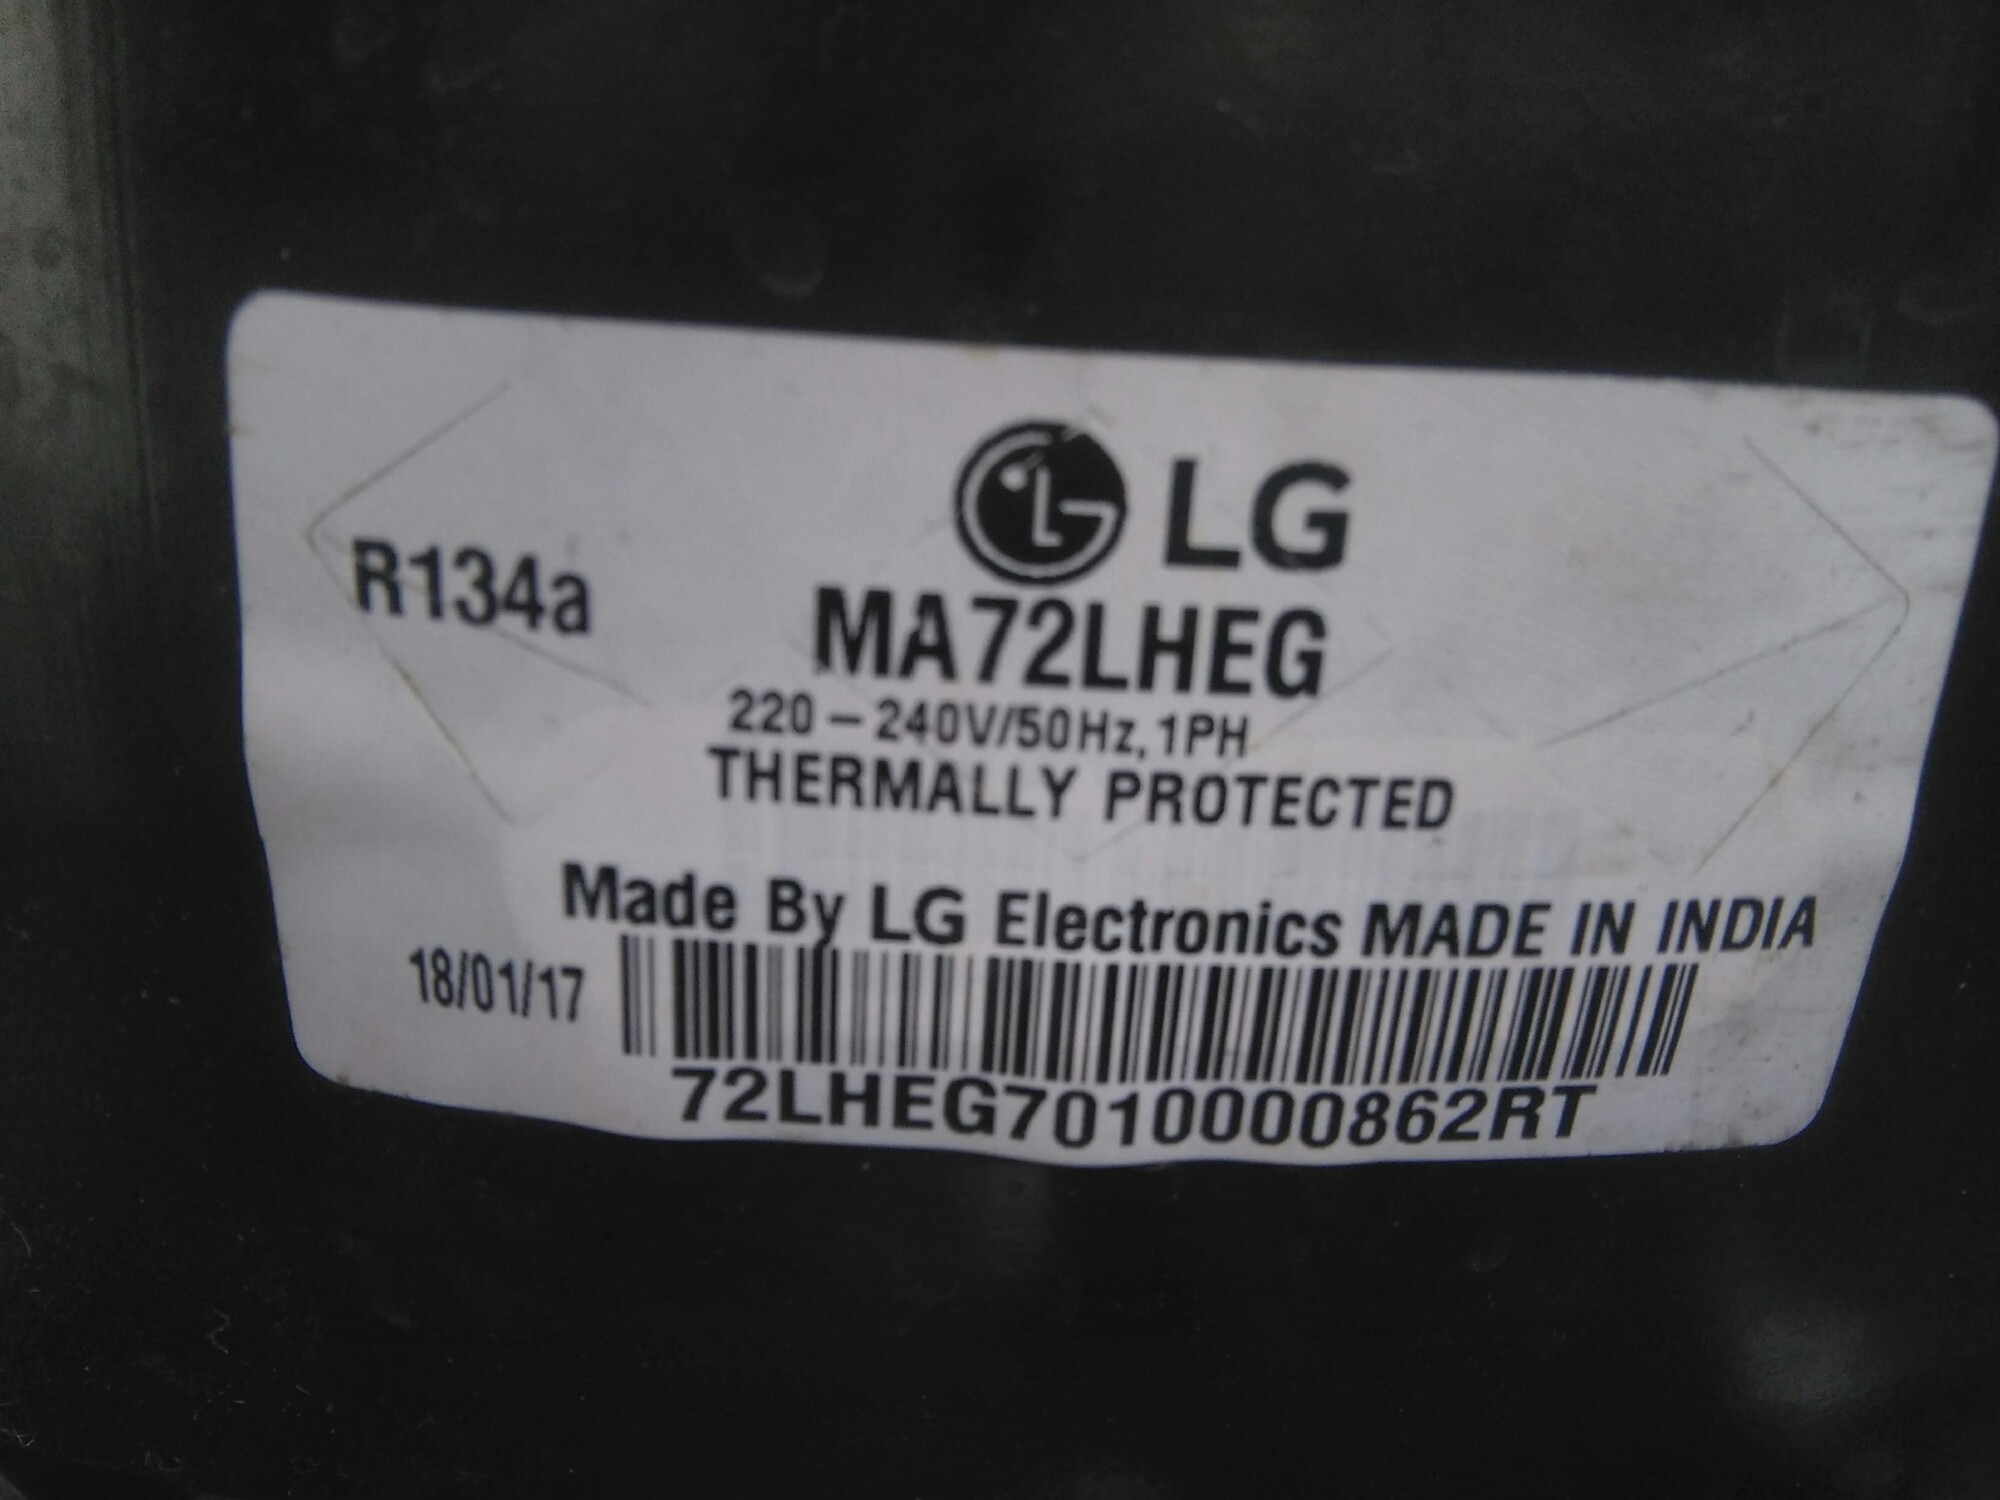 LG
R134a
MA72LHEG
220-240V/50Hz, 1PH
THERMALLY PROTECTED
Made By LG Electronics MADE IN INDIA
18/01/17
72LHEG7010000862RT